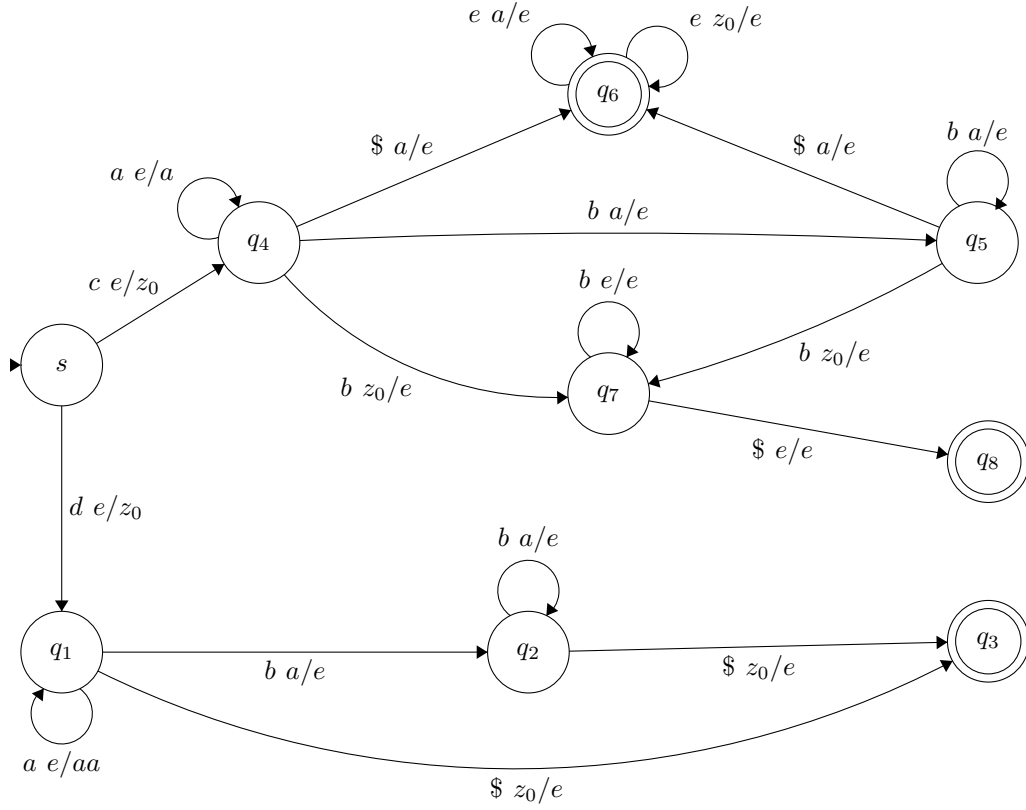 e a/e
e z₀/e
q₆
$ a/e
$ a/e
b a/e
a e/a
b a/e
q₄
q₅
c e/z₀
b e/e
b z₀/e
s
b z₀/e
q₇
$ e/e
q₈
d e/z₀
b a/e
q₁
q₂
q₃
b a/e
$ z₀/e
a e/aa
$ z₀/e